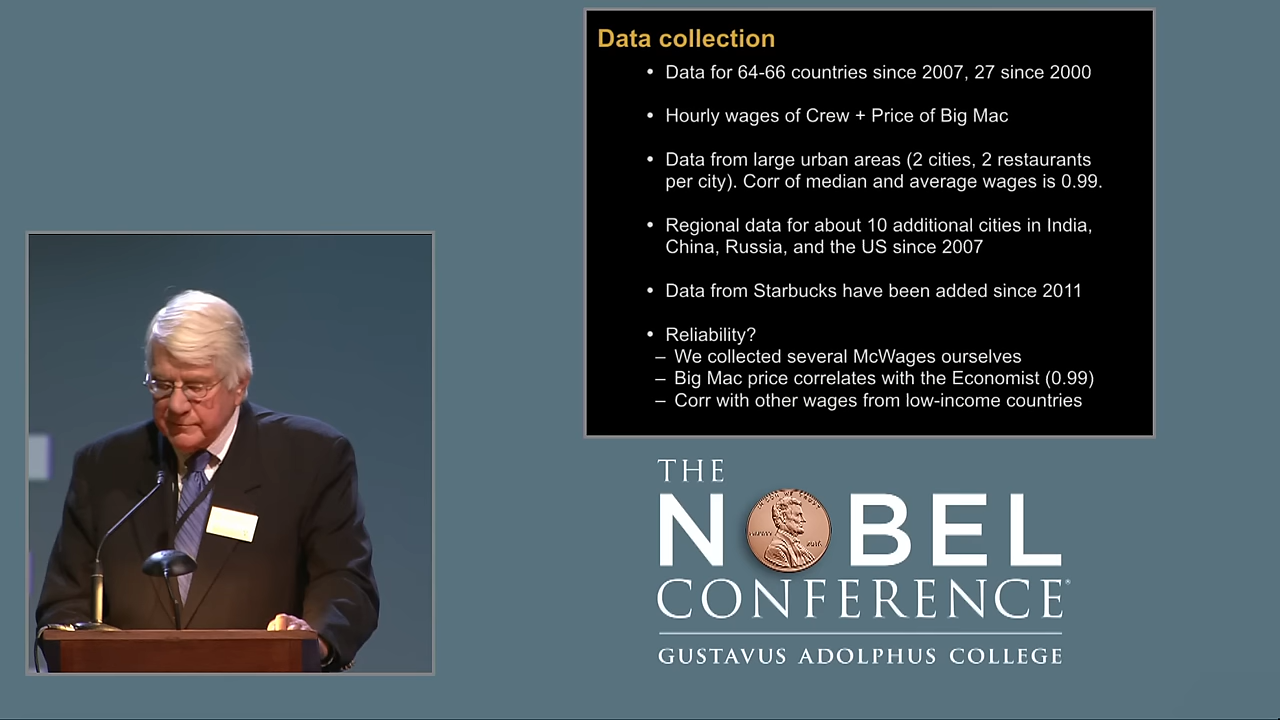 Data collection
• Data for 64-66 countries since 2007, 27 since 2000
• Hourly wages of Crew + Price of Big Mac
• Data from large urban areas (2 cities, 2 restaurants
per city). Corr of median and average wages is 0.99.
• Regional data for about 10 additional cities in India,
China, Russia, and the US since 2007
• Data from Starbucks have been added since 2011
• Reliability?
– We collected several McWages ourselves
– Big Mac price correlates with the Economist (0.99)
– Corr with other wages from low-income countries
THE
NOBEL
CONFERENCE®
GUSTAVUS ADOLPHUS COLLEGE